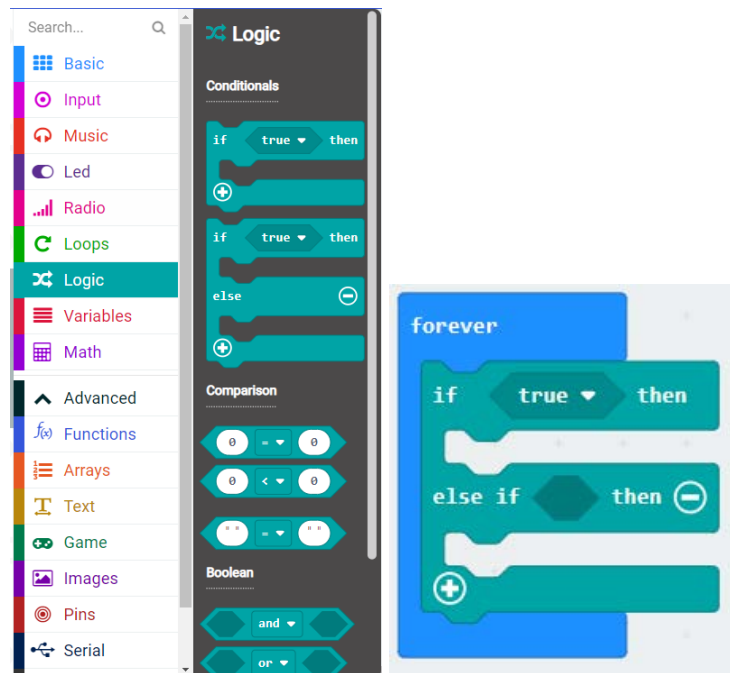 Search...
Basic
Input
Music
Led
Radio
Loops
Logic
Variables
Math
Advanced
f(x) Functions
Arrays
Text
Game
Images
Pins
Serial
Logic
Conditionals
if true then
if true then
else
Comparison
0 = 0
0 < 0
" " = " "
Boolean
and
or
forever
if true then
else if then